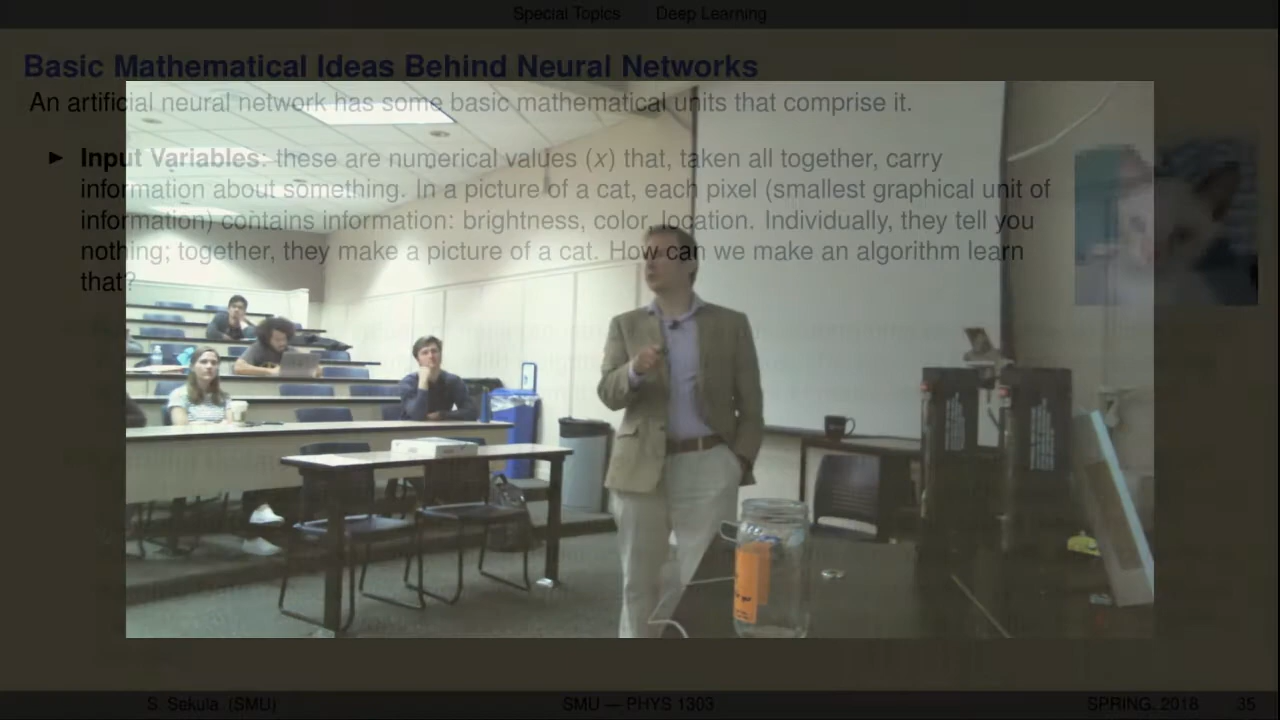 Special Topics Deep Learning
Basic Mathematical Ideas Behind Neural Networks
An artificial neural network has some basic mathematical units that comprise it.
► Input Variables: these are numerical values (x) that, taken all together, carry
information about something. In a picture of a cat, each pixel (smallest graphical unit of
information) contains information: brightness, color, location. Individually, they tell you
nothing; together, they make a picture of a cat. How can we make an algorithm learn
that?
S. Sekula (SMU) SMU — PHYS 1303 SPRING, 2018 35